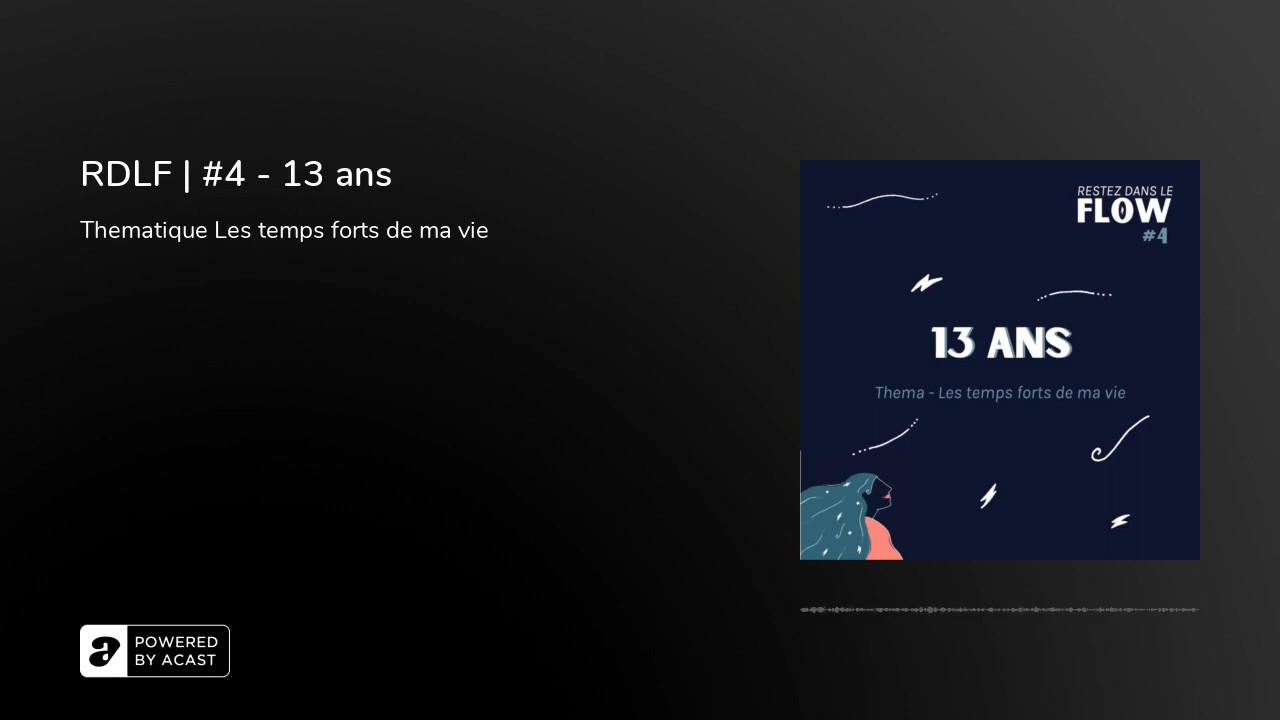 RDLF | #4 - 13 ans
Thematique Les temps forts de ma vie
RESTEZ DANS LE
FLOW
#4
13 ANS
Thema - Les temps forts de ma vie
POWERED
BY ACAST